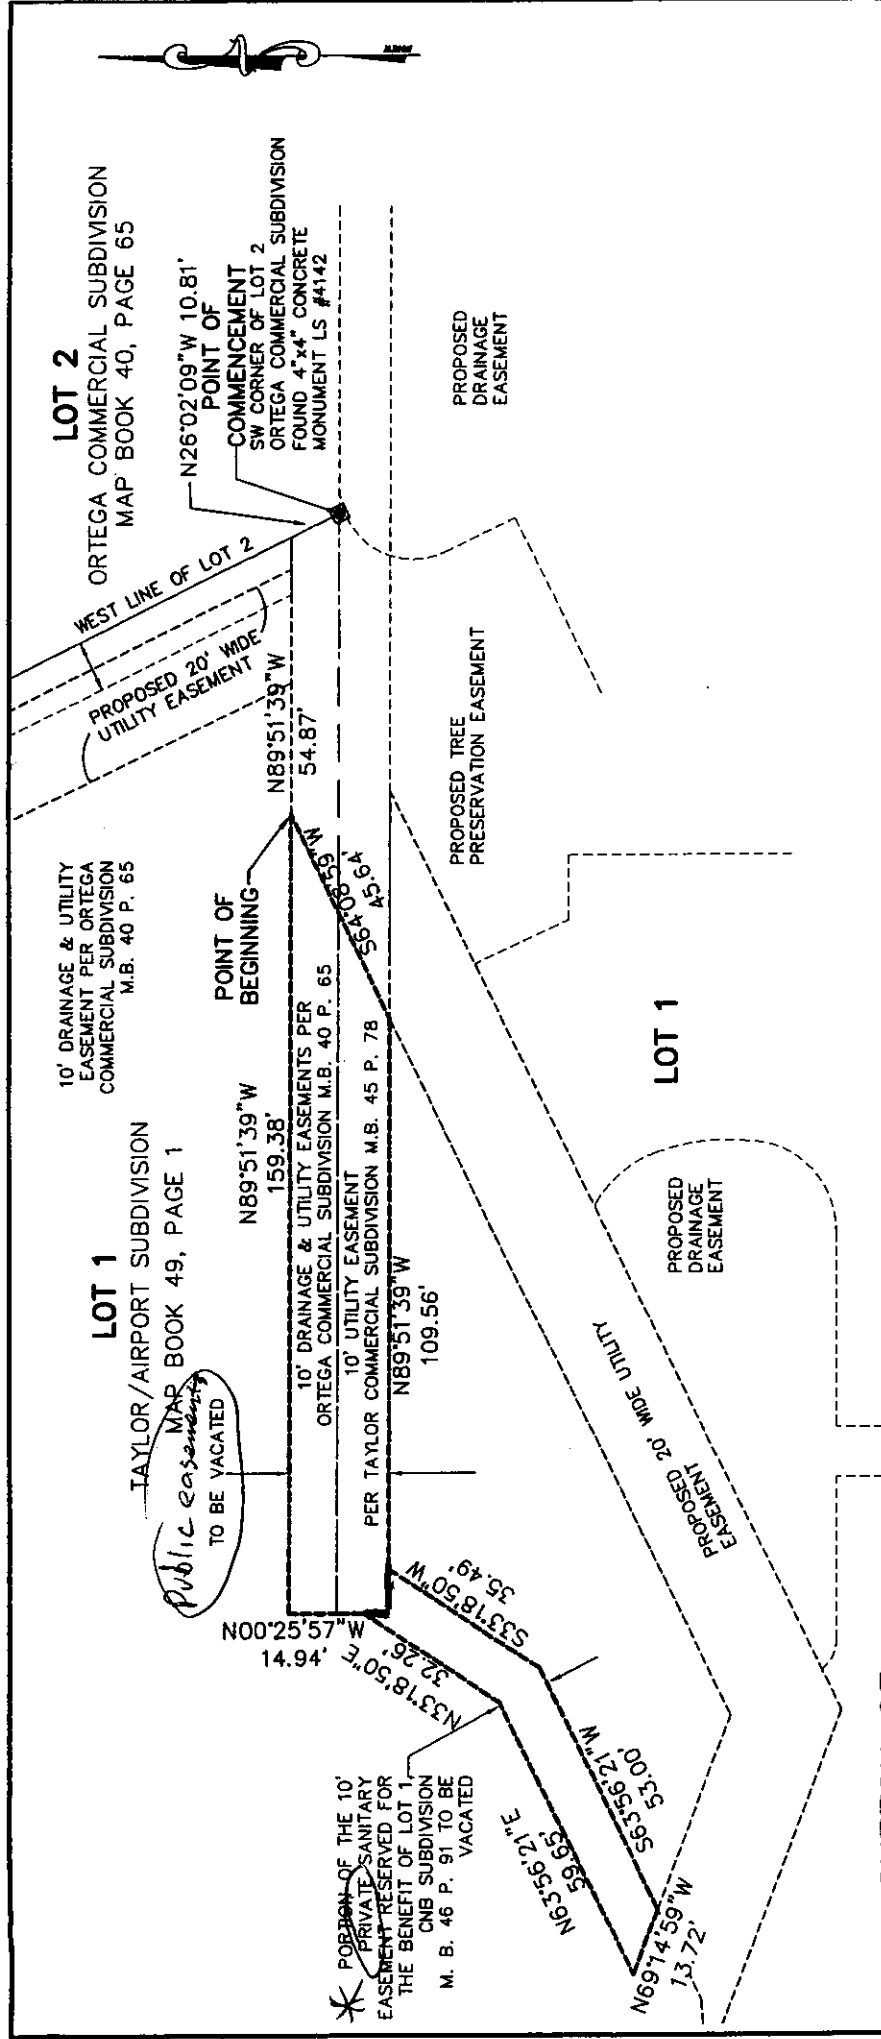 LOT 2
ORTEGA COMMERCIAL SUBDIVISION
MAP BOOK 40, PAGE 65
N26°02'09"W 10.81'
POINT OF
COMMENCEMENT
SW CORNER OF LOT 2
ORTEGA COMMERCIAL SUBDIVISION
FOUND 4"x4" CONCRETE
MONUMENT LS #4142
WEST LINE OF LOT 2
PROPOSED 20' WIDE
UTILITY EASEMENT
N89°51'39"W
54.87'
PROPOSED
DRAINAGE
EASEMENT
10' DRAINAGE & UTILITY
EASEMENT PER ORTEGA
COMMERCIAL SUBDIVISION
M.B. 40 P. 65
POINT OF
BEGINNING
S64°08'59"W
45.64'
PROPOSED TREE
PRESERVATION EASEMENT
LOT 1
TAYLOR/AIRPORT SUBDIVISION
MAP BOOK 49, PAGE 1
Public easements
TO BE VACATED
N89°51'39"W
159.38'
10' DRAINAGE & UTILITY EASEMENTS PER
ORTEGA COMMERCIAL SUBDIVISION M.B. 40 P. 65
10' UTILITY EASEMENT
PER TAYLOR COMMERCIAL SUBDIVISION M.B. 45 P. 78
N89°51'39"W
109.56'
LOT 1
PROPOSED
DRAINAGE
EASEMENT
PROPOSED 20' WIDE UTILITY
EASEMENT
N00°25'57"W
14.94'
N33°18'50"E
32.26'
S33°18'50"W
35.49'
PORTION OF THE 10'
PRIVATE SANITARY
EASEMENT RESERVED FOR
THE BENEFIT OF LOT 1,
CNB SUBDIVISION
M. B. 46 P. 91 TO BE
VACATED
N63°56'21"E
59.65'
S63°56'21"W
53.00'
N69°14'59"W
13.72'